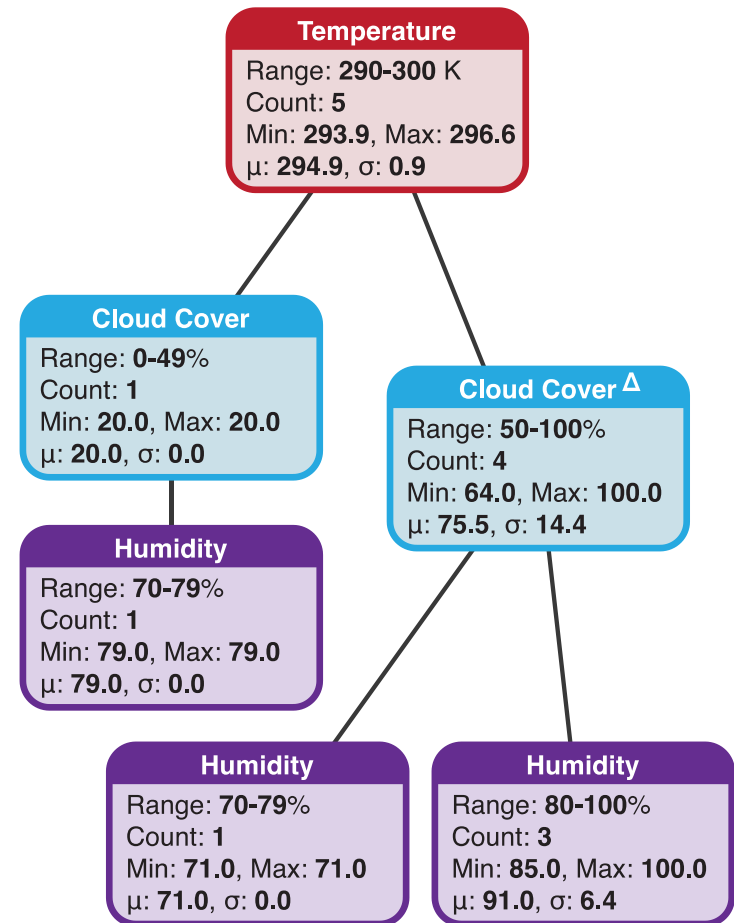 Temperature
Range: 290-300 K
Count: 5
Min: 293.9, Max: 296.6
μ: 294.9, σ: 0.9
Cloud Cover
Range: 0-49%
Count: 1
Min: 20.0, Max: 20.0
μ: 20.0, σ: 0.0
Cloud Cover Δ
Range: 50-100%
Count: 4
Min: 64.0, Max: 100.0
μ: 75.5, σ: 14.4
Humidity
Range: 70-79%
Count: 1
Min: 79.0, Max: 79.0
μ: 79.0, σ: 0.0
Humidity
Range: 70-79%
Count: 1
Min: 71.0, Max: 71.0
μ: 71.0, σ: 0.0
Humidity
Range: 80-100%
Count: 3
Min: 85.0, Max: 100.0
μ: 91.0, σ: 6.4